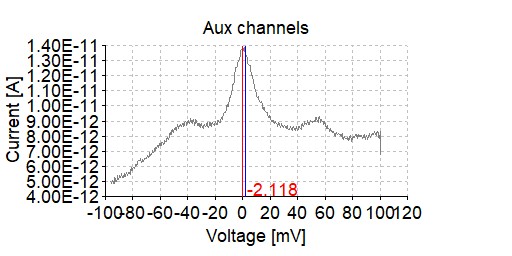 Aux channels
1.40E-11
1.30E-11
1.20E-11
1.10E-11
1.00E-11
9.00E-12
8.00E-12
7.00E-12
6.00E-12
5.00E-12
4.00E-12
Current [A]
-2.118
-100 -80 -60 -40 -20 0 20 40 60 80 100 120
Voltage [mV]